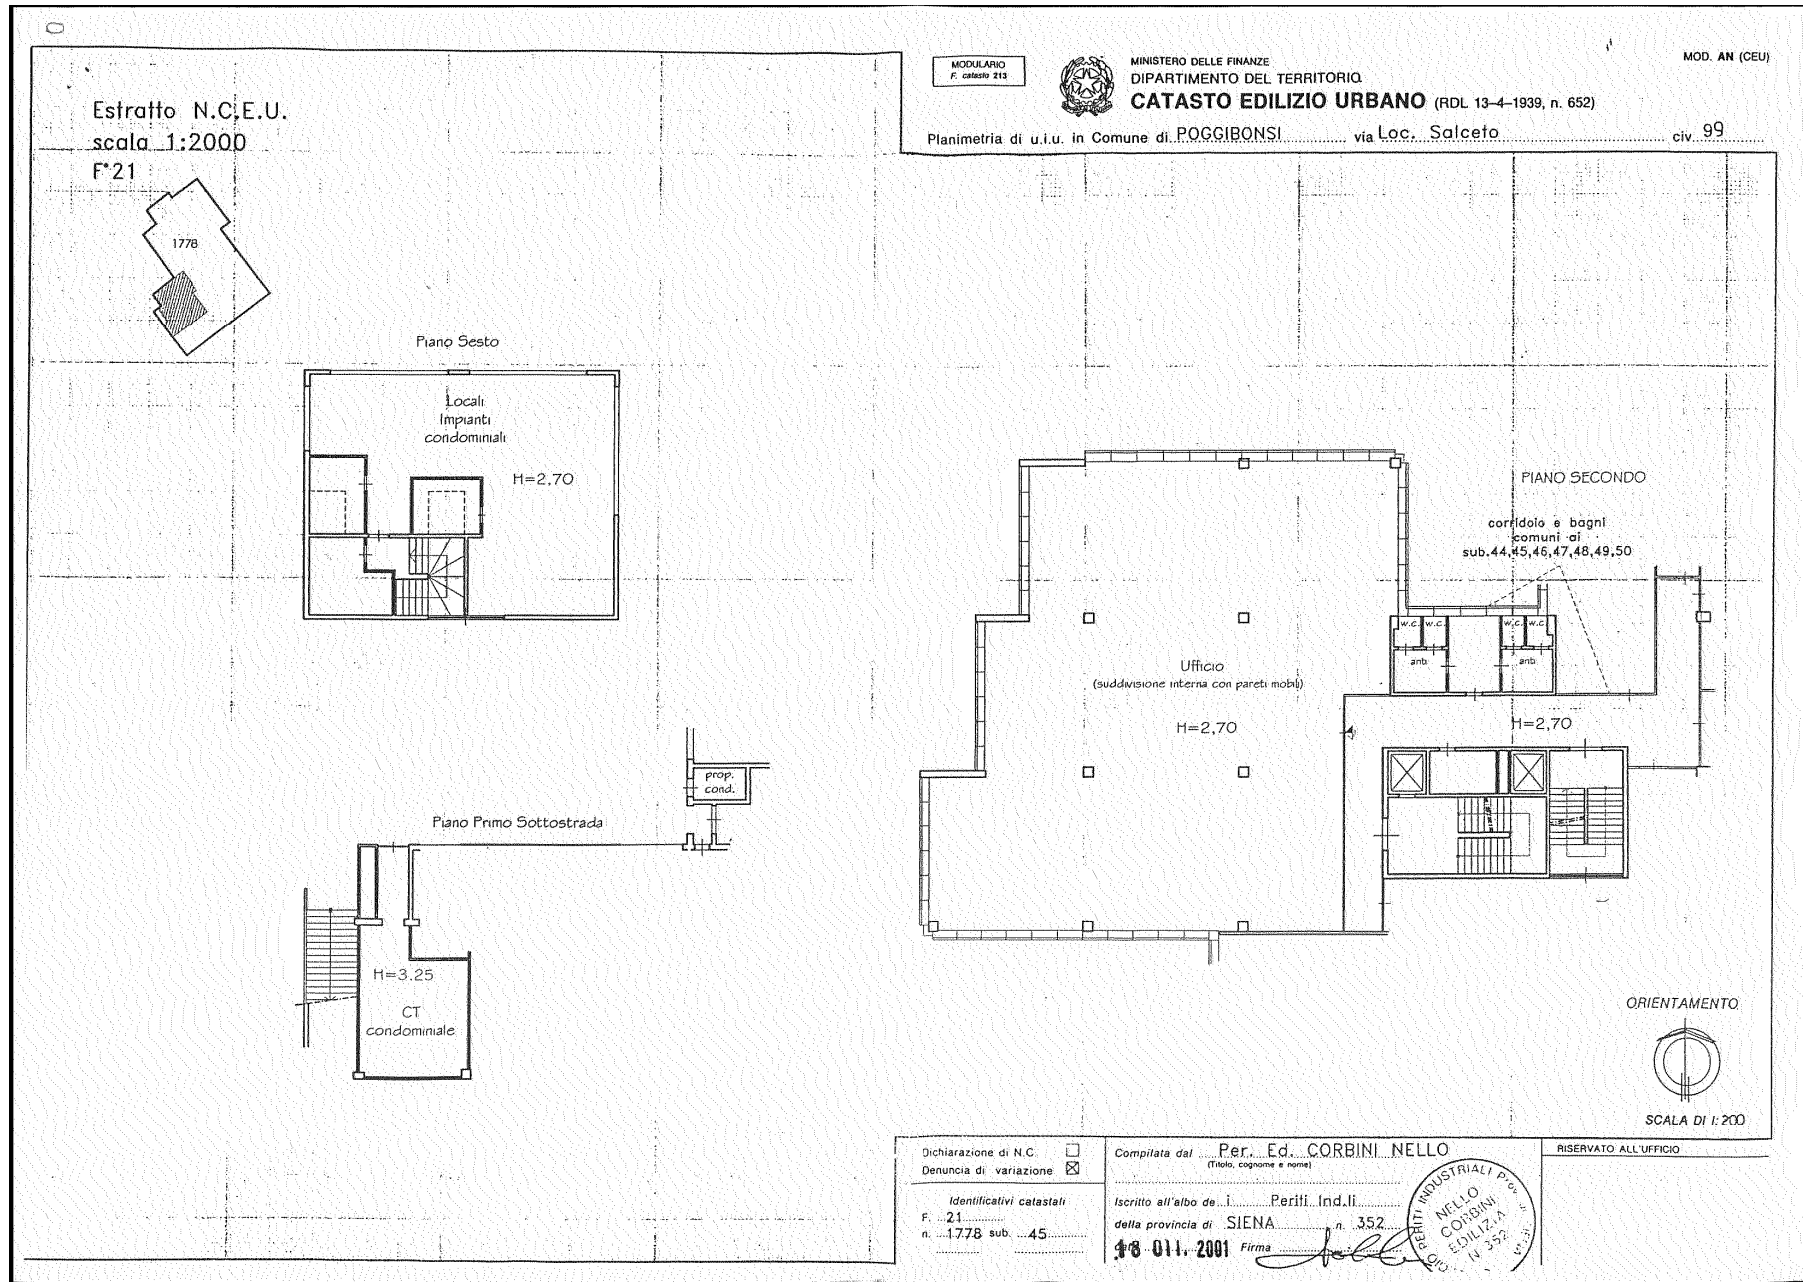 Estratto N.C.E.U.
scala 1:2000
F°21
1778
MODULARIO
F. catasto 213
MINISTERO DELLE FINANZE
DIPARTIMENTO DEL TERRITORIO
CATASTO EDILIZIO URBANO (RDL 13-4-1939, n. 652)
MOD. AN (CEU)
Planimetria di u.i.u. in Comune di POGGIBONSI via Loc. Salceto civ. 99
Piano Sesto
Locali
Impianti
condominiali
H=2,70
prop.
cond.
Piano Primo Sottostrada
H=3.25
CT
condominiale
PIANO SECONDO
corridoio e bagni
comuni ai
sub.44,45,46,47,48,49,50
w.c. w.c. w.c. w.c.
anti anti
Ufficio
(suddivisione interna con pareti mobili)
H=2,70
H=2,70
ORIENTAMENTO
SCALA DI 1:200
Dichiarazione di N.C.
Denuncia di variazione
Identificativi catastali
F. 21
n. 1778 sub. 45
Compilata dal Per. Ed. CORBINI NELLO
(Titolo, cognome e nome)
Iscritto all'albo de i Periti Ind.li
della provincia di SIENA n. 352
18 2001 Firma
RISERVATO ALL'UFFICIO
PERITI INDUSTRIALI
NELLO
CORBINI
EDILIZIA
N. 352